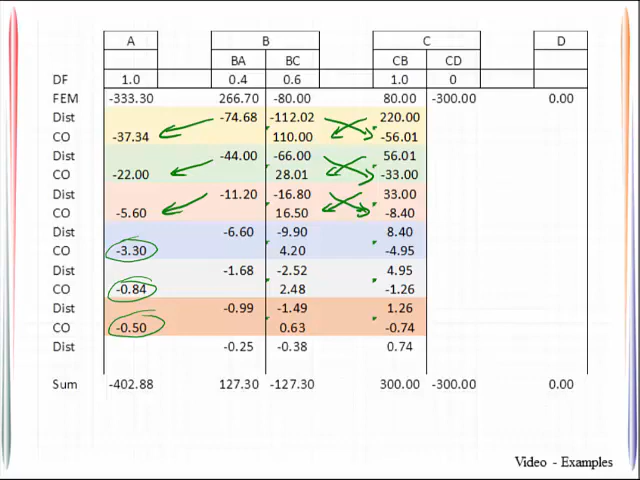 A B C D
BA BC CB CD
DF 1.0 0.4 0.6 1.0 0
FEM -333.30 266.70 -80.00 80.00 -300.00 0.00
Dist -74.68 -112.02 220.00
CO -37.34 110.00 -56.01
Dist -44.00 -66.00 56.01
CO -22.00 28.01 -33.00
Dist -11.20 -16.80 33.00
CO -5.60 16.50 -8.40
Dist -6.60 -9.90 8.40
CO -3.30 4.20 -4.95
Dist -1.68 -2.52 4.95
CO -0.84 2.48 -1.26
Dist -0.99 -1.49 1.26
CO -0.50 0.63 -0.74
Dist -0.25 -0.38 0.74
Sum -402.88 127.30 -127.30 300.00 -300.00 0.00
Video - Examples